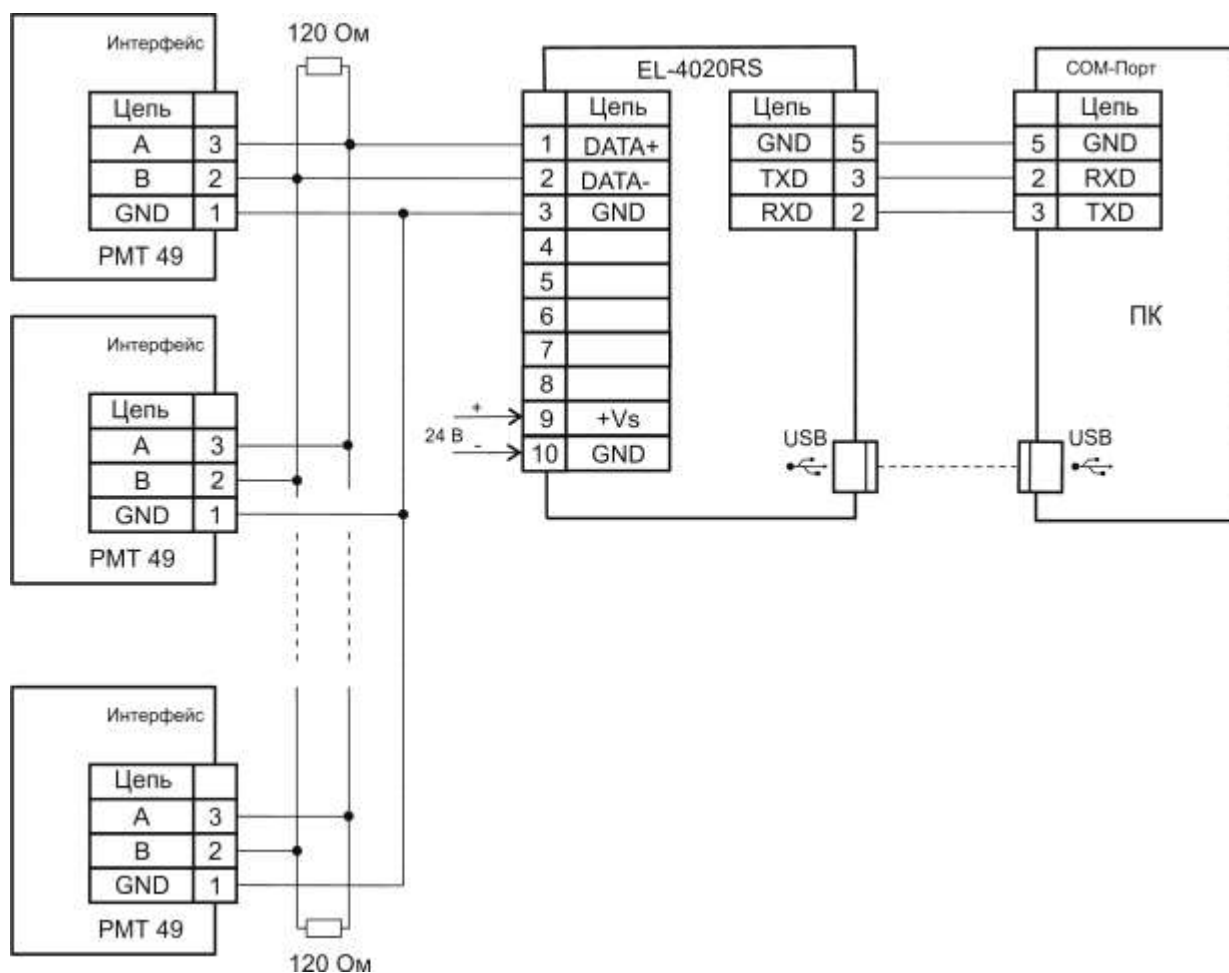 120 Ом
Интерфейс
Цепь
А 3
В 2
GND 1
РМТ 49
EL-4020RS
Цепь
1 DATA+
2 DATA-
3 GND
4
5
6
7
8
9 +Vs
10 GND
+
24 В
-
Цепь
GND 5
TXD 3
RXD 2
USB
COM-Порт
Цепь
5 GND
2 RXD
3 TXD
ПК
USB
Интерфейс
Цепь
А 3
В 2
GND 1
РМТ 49
Интерфейс
Цепь
А 3
В 2
GND 1
РМТ 49
120 Ом